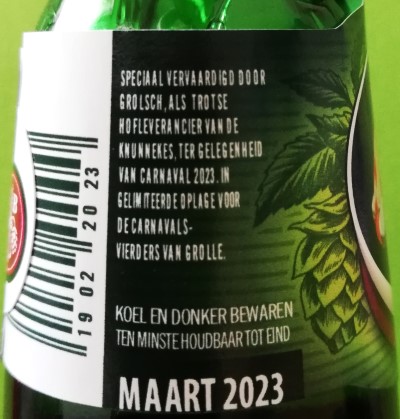 SPECIAAL VERVAARDIGD DOOR
GROLSCH, ALS TROTSE
HOFLEVERANCIER VAN DE
KNUNNEKES, TER GELEGENHEID
VAN CARNAVAL 2023. IN
GELIMITEERDE OPLAGE VOOR
DE CARNAVALS-
VIERDERS VAN GROLLE.
KOEL EN DONKER BEWAREN
TEN MINSTE HOUDBAAR TOT EIND
MAART 2023
19 02 20 23